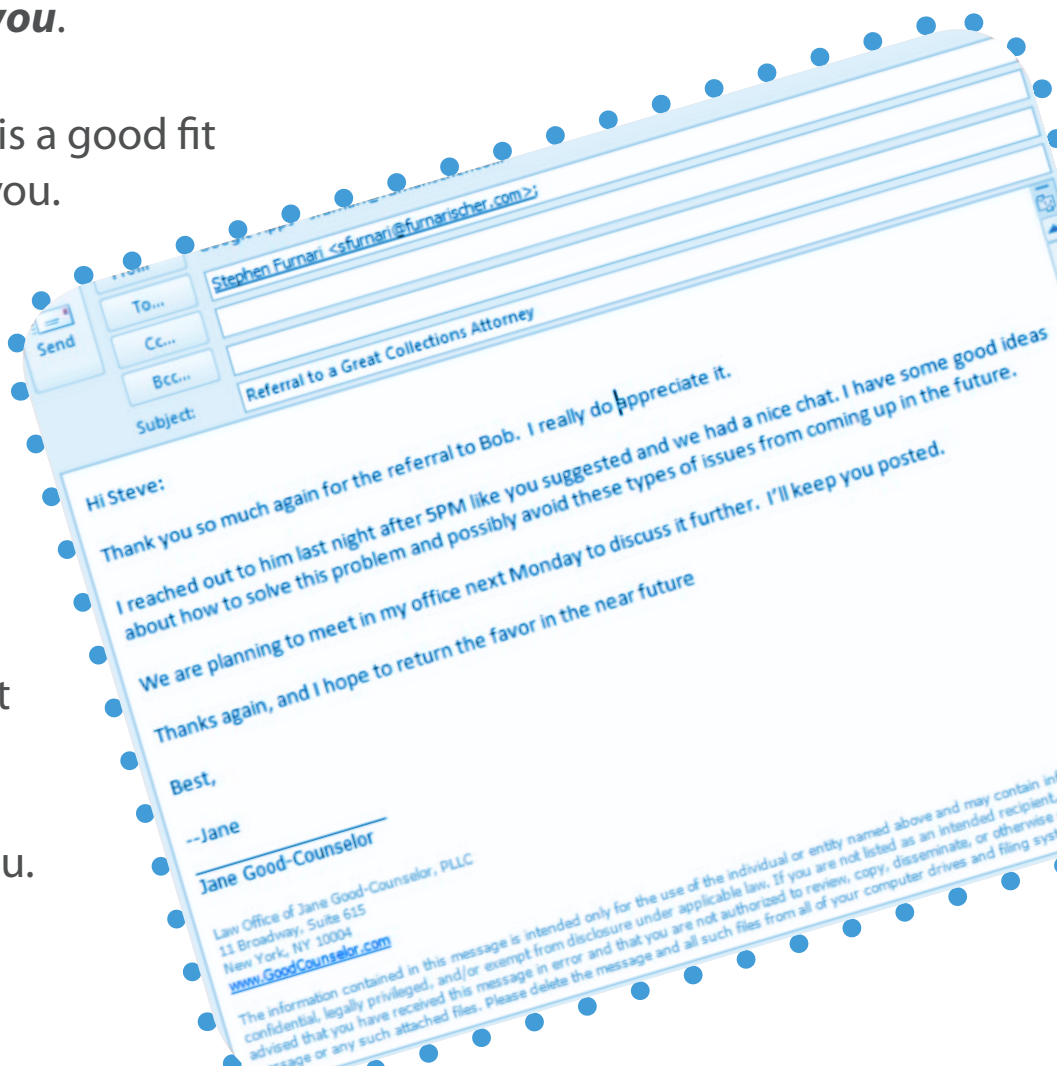 you.
is a good fit
you.
Stephen Furnari <sfurnari@furnarischer.com>;
Send
To...
Cc...
Bcc...
Subject:
Referral to a Great Collections Attorney
Hi Steve:
Thank you so much again for the referral to Bob. I really do appreciate it.
I reached out to him last night after 5PM like you suggested and we had a nice chat. I have some good ideas
about how to solve this problem and possibly avoid these types of issues from coming up in the future.
We are planning to meet in my office next Monday to discuss it further. I'll keep you posted.
Thanks again, and I hope to return the favor in the near future
t
Best,
--Jane
u.
Jane Good-Counselor
Law Office of Jane Good-Counselor, PLLC
11 Broadway, Suite 615
New York, NY 10004
www.GoodCounselor.com
The information contained in this message is intended only for the use of the individual or entity named above and may contain inf
confidential, legally privileged, and/or exempt from disclosure under applicable law. If you are not listed as an intended recipient,
advised that you have received this message in error and that you are not authorized to review, copy, disseminate, or otherwise
message or any such attached files. Please delete the message and all such files from all of your computer drives and filing syst